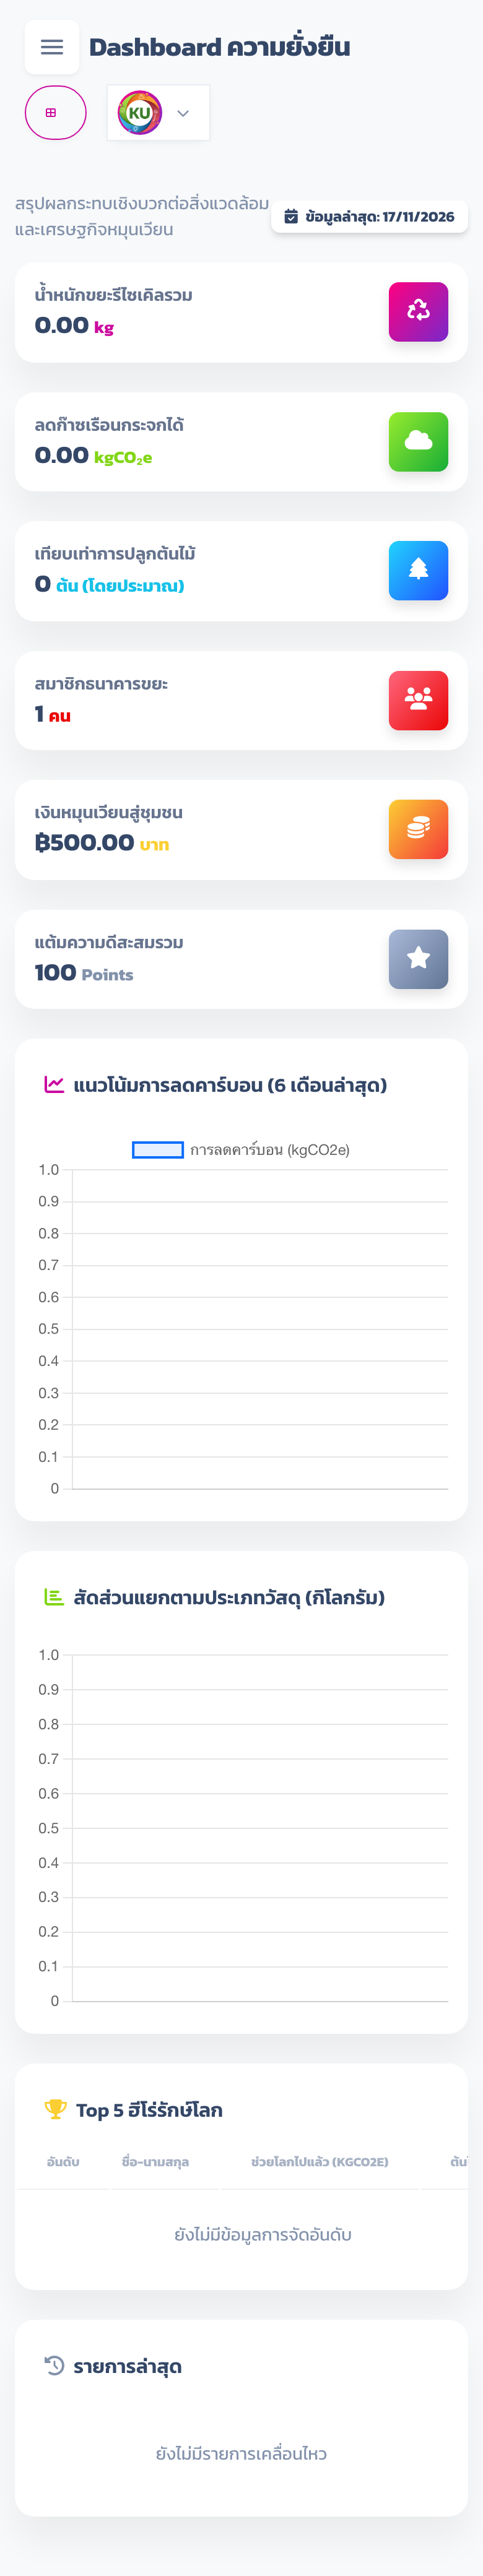 Dashboard ความยั่งยืน
KU
สรุปผลกระทบเชิงบวกต่อสิ่งแวดล้อม
และเศรษฐกิจหมุนเวียน
ข้อมูลล่าสุด: 17/11/2026
น้ำหนักขยะรีไซเคิลรวม
0.00 kg
ลดก๊าซเรือนกระจกได้
0.00 kgCO₂e
เทียบเท่าการปลูกต้นไม้
0 ต้น (โดยประมาณ)
สมาชิกธนาคารขยะ
1 คน
เงินหมุนเวียนสู่ชุมชน
฿500.00 บาท
แต้มความดีสะสมรวม
100 Points
แนวโน้มการลดคาร์บอน (6 เดือนล่าสุด)
การลดคาร์บอน (kgCO2e)
1.0
0.9
0.8
0.7
0.6
0.5
0.4
0.3
0.2
0.1
0
สัดส่วนแยกตามประเภทวัสดุ (กิโลกรัม)
1.0
0.9
0.8
0.7
0.6
0.5
0.4
0.3
0.2
0.1
0
Top 5 ฮีโร่รักษ์โลก
อันดับ ชื่อ-นามสกุล ช่วยโลกไปแล้ว (KGCO2E)
ยังไม่มีข้อมูลการจัดอันดับ
รายการล่าสุด
ยังไม่มีรายการเคลื่อนไหว